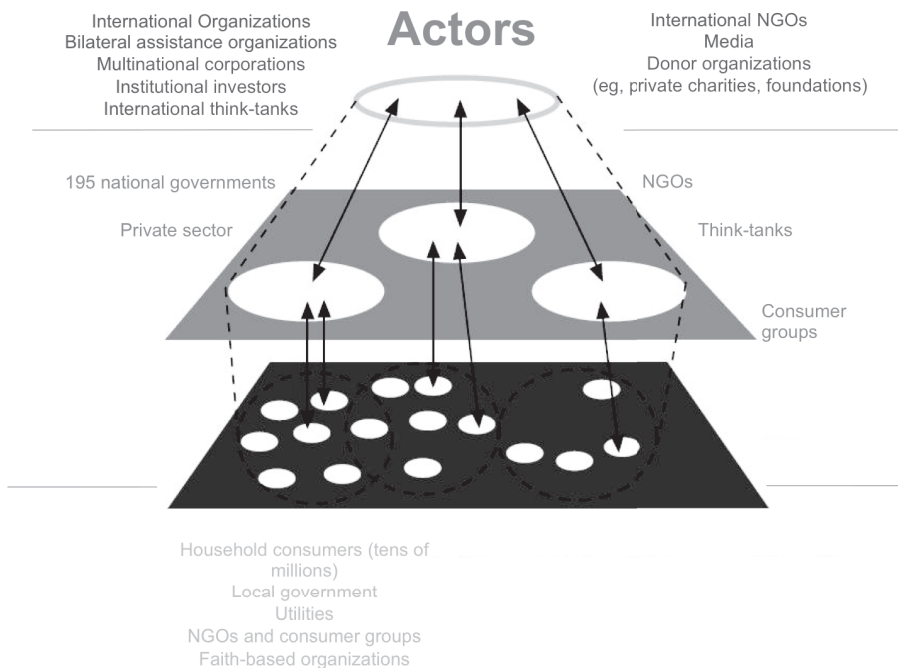 Actors
International Organizations
Bilateral assistance organizations
Multinational corporations
Institutional investors
International think-tanks
International NGOs
Media
Donor organizations
(eg, private charities, foundations)
195 national governments
Private sector
NGOs
Think-tanks
Consumer
groups
Household consumers (tens of
millions)
Local government
Utilities
NGOs and consumer groups
Faith-based organizations